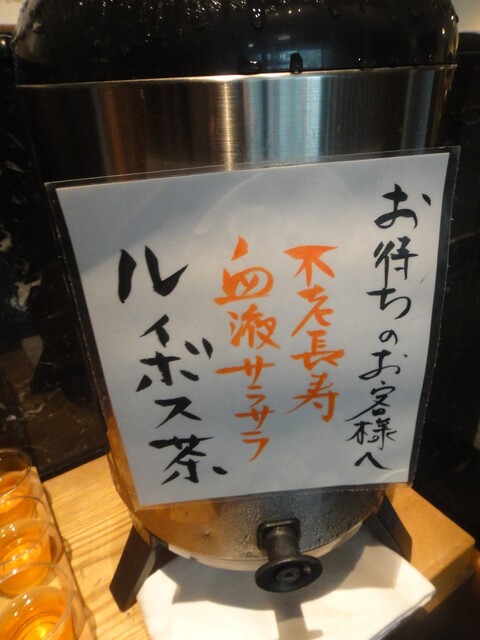 お待ちのお客様へ
不老長寿
血液サラサラ
ルイボス茶